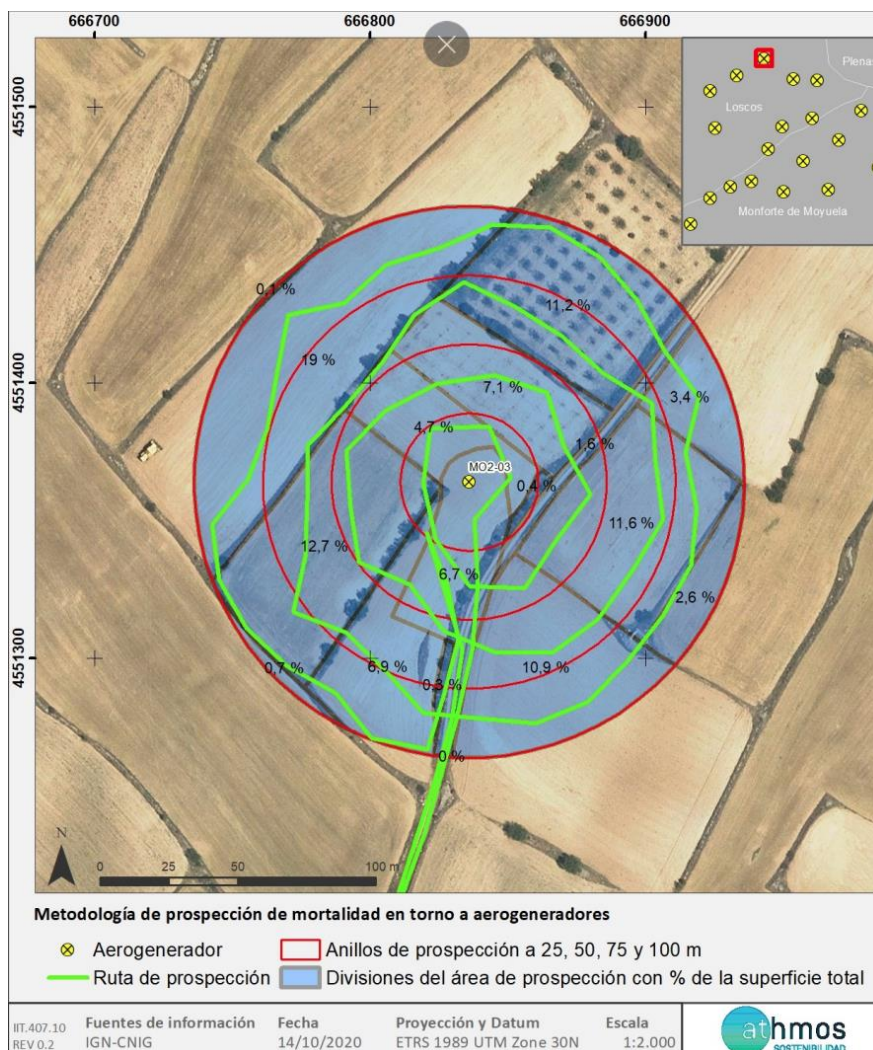 666700 666800 666900
4551500
4551400
4551300
Plenas
Loscos
Monforte de Moyuela
0,1 %
11,2 %
19 %
7,1 %
3,4 %
4,7 %
1,6 %
MO2-03
0,4 %
11,6 %
12,7 %
6,7 %
2,6 %
0,7 %
6,9 %
10,9 %
0,3 %
0 %
N
0 25 50 100 m
Metodología de prospección de mortalidad en torno a aerogeneradores
Aerogenerador Anillos de prospección a 25, 50, 75 y 100 m
Ruta de prospección Divisiones del área de prospección con % de la superficie total
IIT.407.10 Fuentes de información Fecha Proyección y Datum Escala
REV 0.2 IGN-CNIG 14/10/2020 ETRS 1989 UTM Zone 30N 1:2.000
athmos
SOSTENIBILIDAD